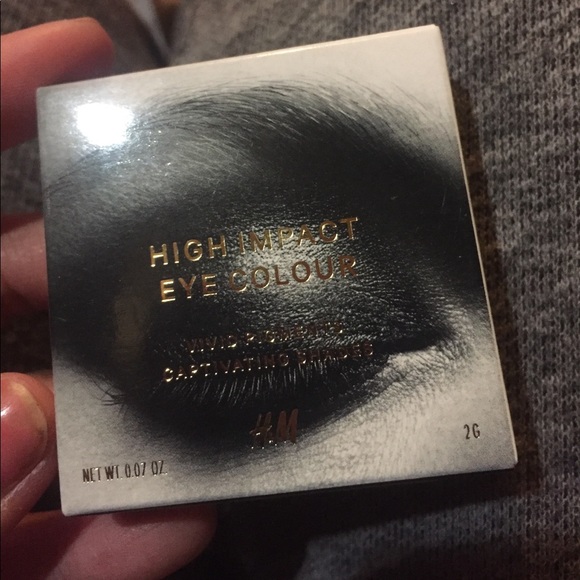 HIGH IMPACT
EYE COLOUR
VIVID PIGMENTS
CAPTIVATING SHADES
H&M
NET WT. 0.07 OZ.
2G